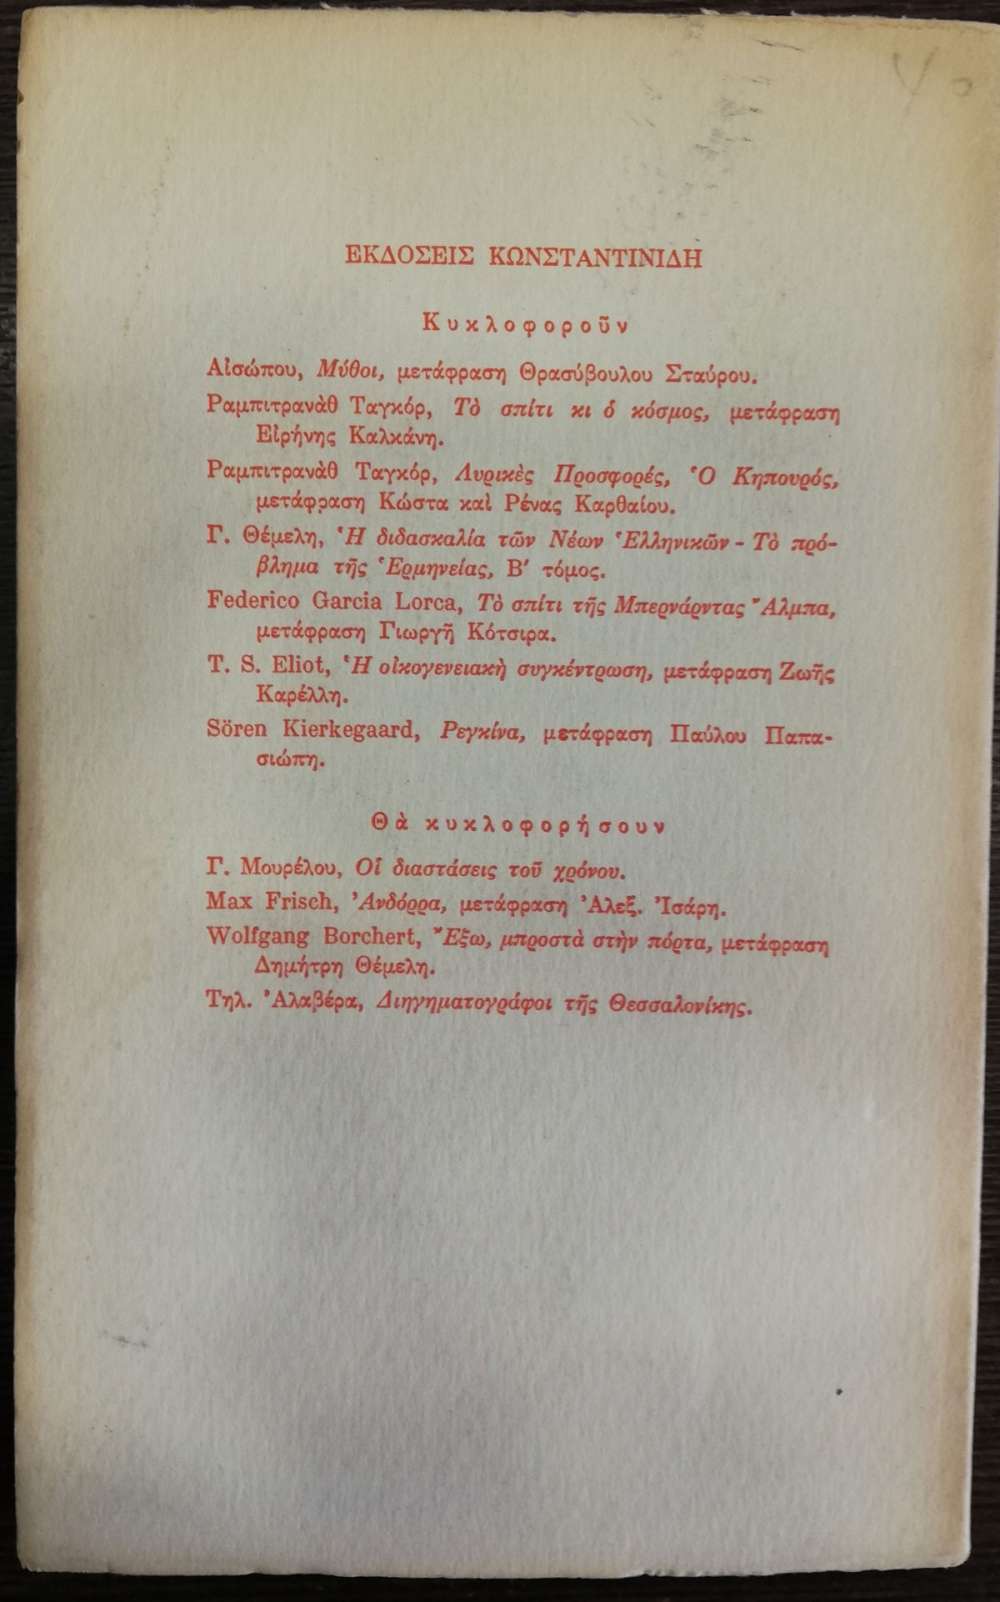 ΕΚΔΟΣΕΙΣ ΚΩΝΣΤΑΝΤΙΝΙΔΗ
Κυκλοφοροῦν
Αἰσώπου, Μύθοι, μετάφραση Θρασύβουλου Σταύρου.
Ραμπιτρανὰθ Ταγκόρ, Τὸ σπίτι κι ὁ κόσμος, μετάφραση
Εἰρήνης Καλκάνη.
Ραμπιτρανὰθ Ταγκόρ, Λυρικὲς Προσφορές, Ὁ Κηπουρός,
μετάφραση Κώστα καὶ Ρένας Καρθαίου.
Γ. Θέμελη, Ἡ διδασκαλία τῶν Νέων Ἑλληνικῶν - Τὸ πρό-
βλημα τῆς Ἑρμηνείας, Β′ τόμος.
Federico Garcia Lorca, Τὸ σπίτι τῆς Μπερνάρντας Ἄλμπα,
μετάφραση Γιωργῆ Κότσιρα.
T. S. Eliot, Ἡ οἰκογενειακὴ συγκέντρωση, μετάφραση Ζωῆς
Καρέλλη.
Sören Kierkegaard, Ρεγκίνα, μετάφραση Παύλου Παπα-
σιώπη.
Θὰ κυκλοφορήσουν
Γ. Μουρέλου, Οἱ διαστάσεις τοῦ χρόνου.
Max Frisch, Ἀνδόρρα, μετάφραση Ἀλεξ. Ἰσάρη.
Wolfgang Borchert, Ἔξω, μπροστὰ στὴν πόρτα, μετάφραση
Δημήτρη Θέμελη.
Τηλ. Ἀλαβέρα, Διηγηματογράφοι τῆς Θεσσαλονίκης.